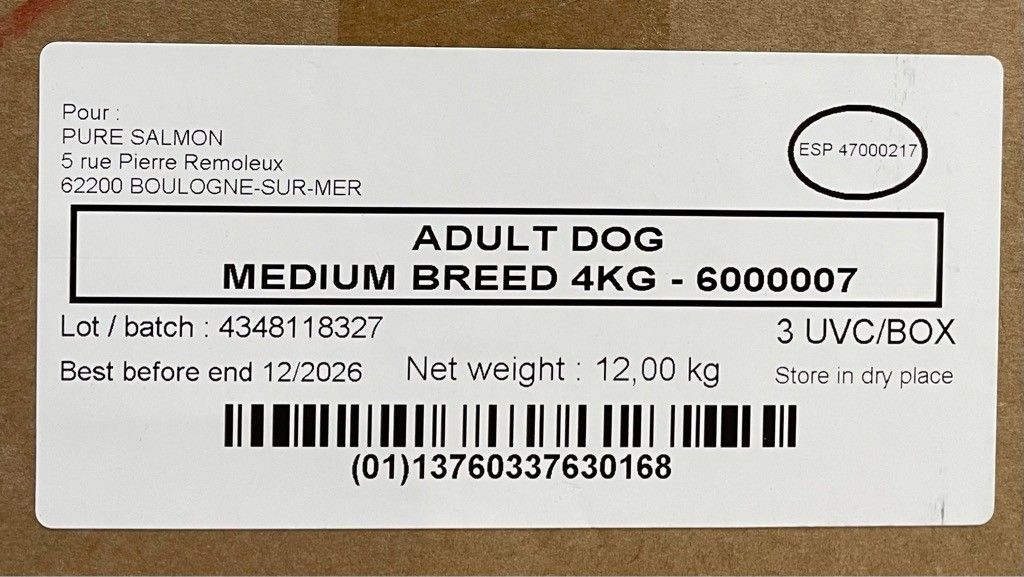 Pour :
PURE SALMON
5 rue Pierre Remoleux
62200 BOULOGNE-SUR-MER
ESP 47000217
ADULT DOG
MEDIUM BREED 4KG - 6000007
Lot / batch : 4348118327
3 UVC/BOX
Best before end 12/2026
Net weight : 12,00 kg
Store in dry place
(01)13760337630168